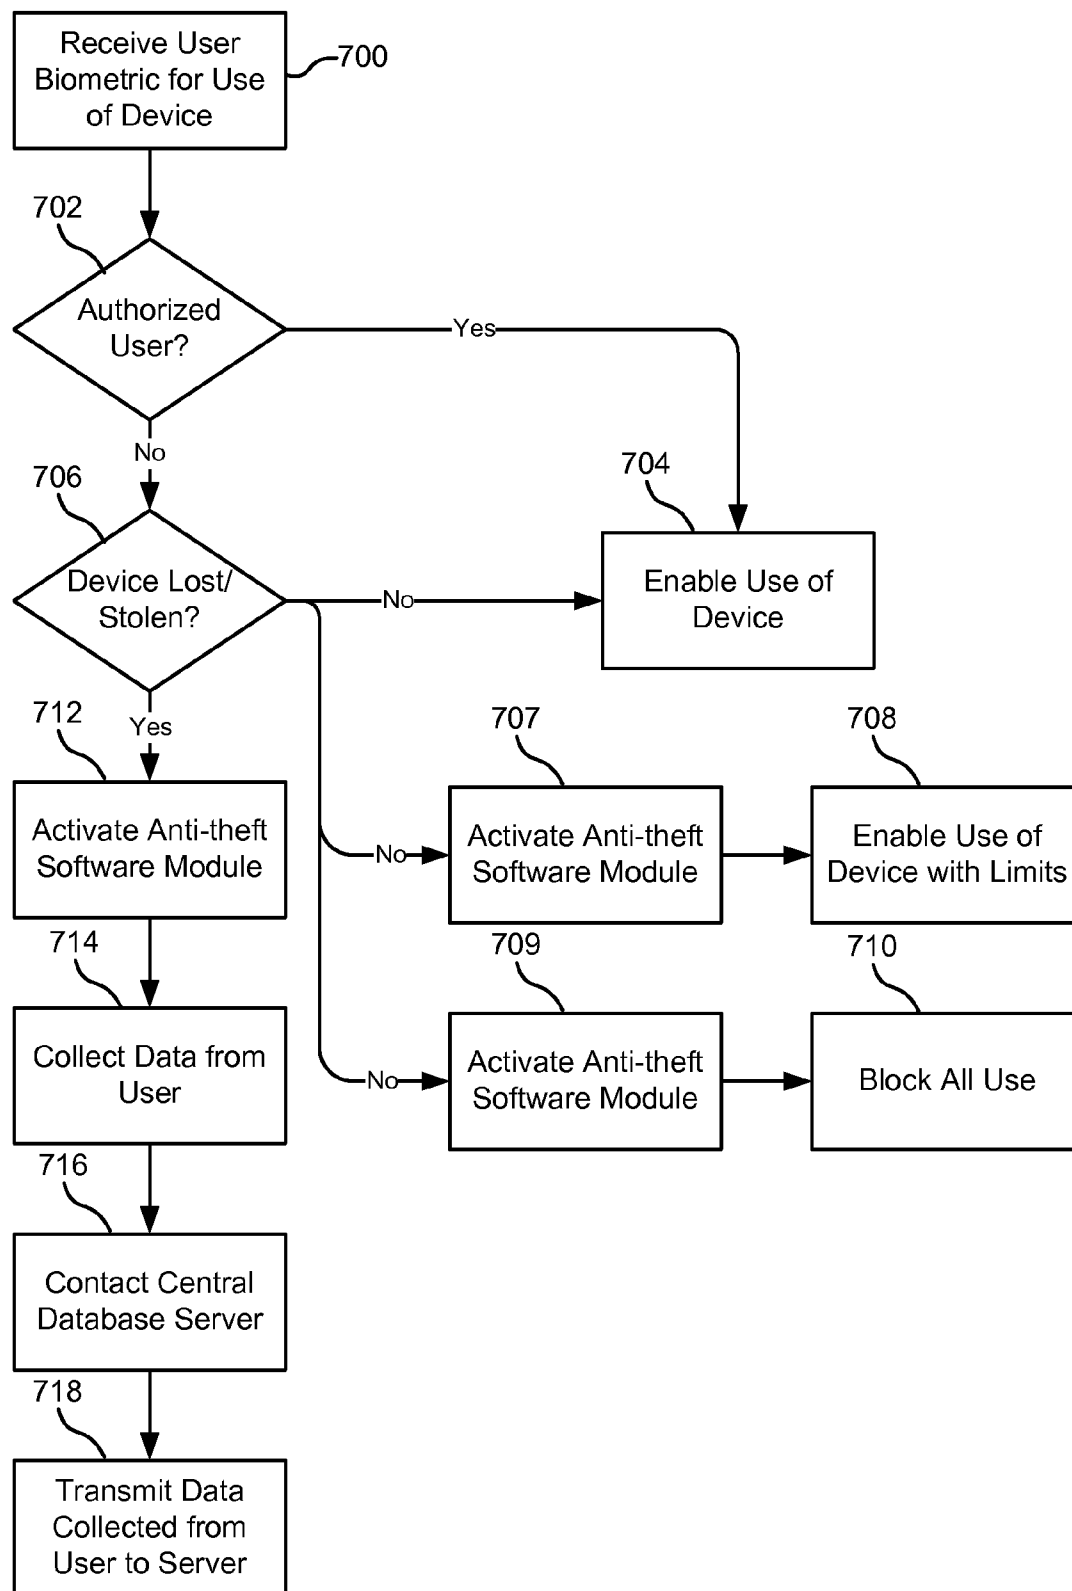 Receive User
Biometric for Use
of Device
700
702
Authorized
User?
Yes
No
706
704
Device Lost/
Stolen?
No
Enable Use of
Device
Yes
712
707
708
Activate Anti-theft
Software Module
No
Activate Anti-theft
Software Module
Enable Use of
Device with Limits
714
709
710
Collect Data from
User
No
Activate Anti-theft
Software Module
Block All Use
716
Contact Central
Database Server
718
Transmit Data
Collected from
User to Server